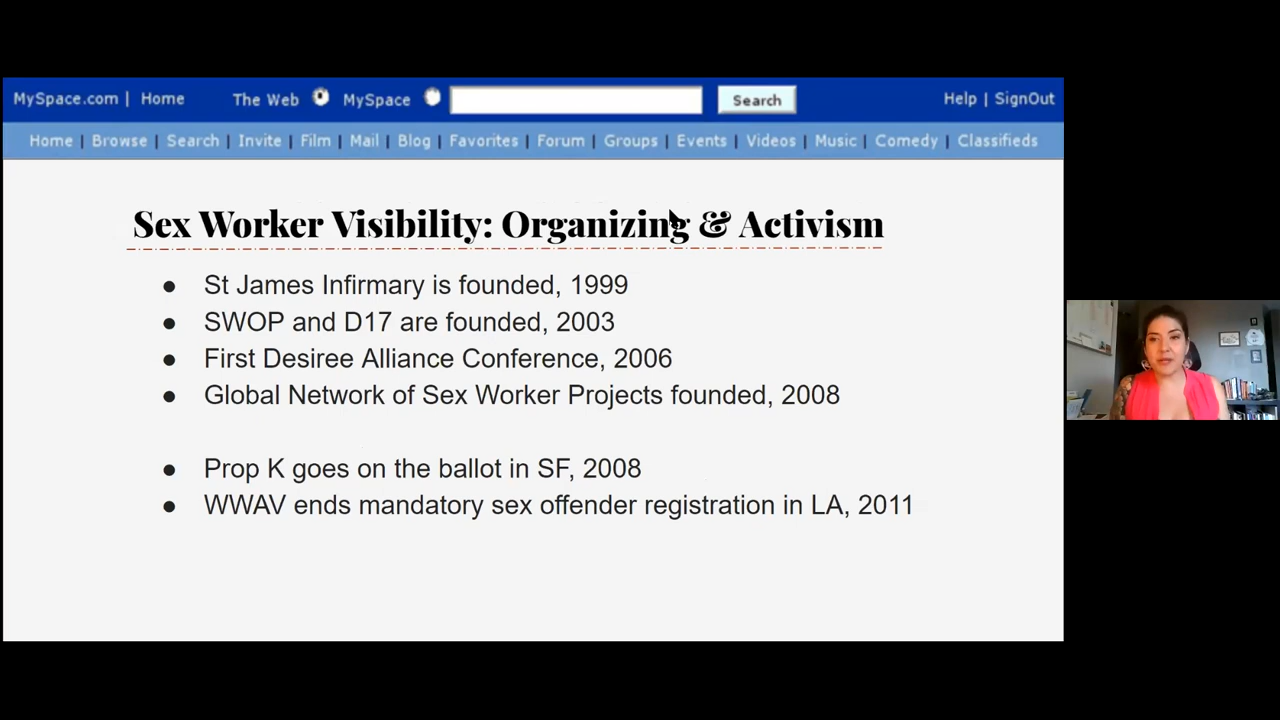 MySpace.com | Home The Web MySpace Search Help | SignOut
Home | Browse | Search | Invite | Film | Mail | Blog | Favorites | Forum | Groups | Events | Videos | Music | Comedy | Classifieds
Sex Worker Visibility: Organizing & Activism
● St James Infirmary is founded, 1999
● SWOP and D17 are founded, 2003
● First Desiree Alliance Conference, 2006
● Global Network of Sex Worker Projects founded, 2008
● Prop K goes on the ballot in SF, 2008
● WWAV ends mandatory sex offender registration in LA, 2011